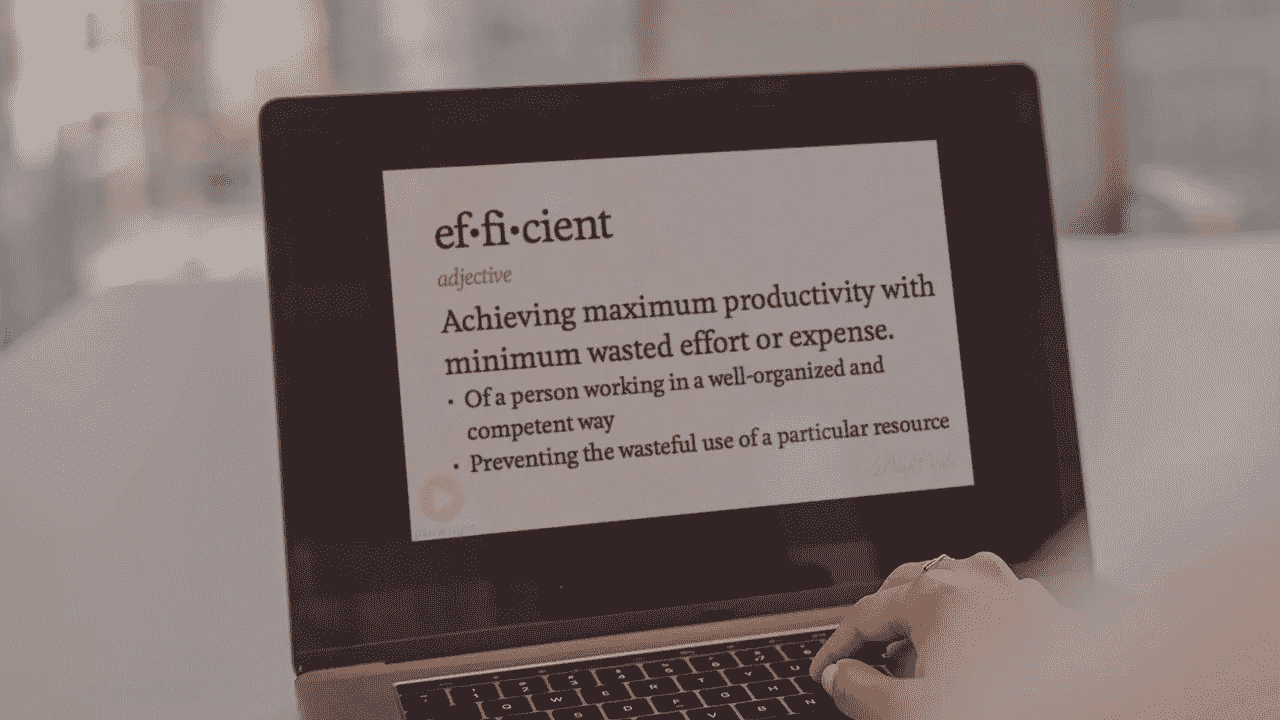 ef•fi•cient
adjective
Achieving maximum productivity with
minimum wasted effort or expense.
• Of a person working in a well-organized and
competent way
• Preventing the wasteful use of a particular resource
Q W E R T Y
S D F G H
V B N